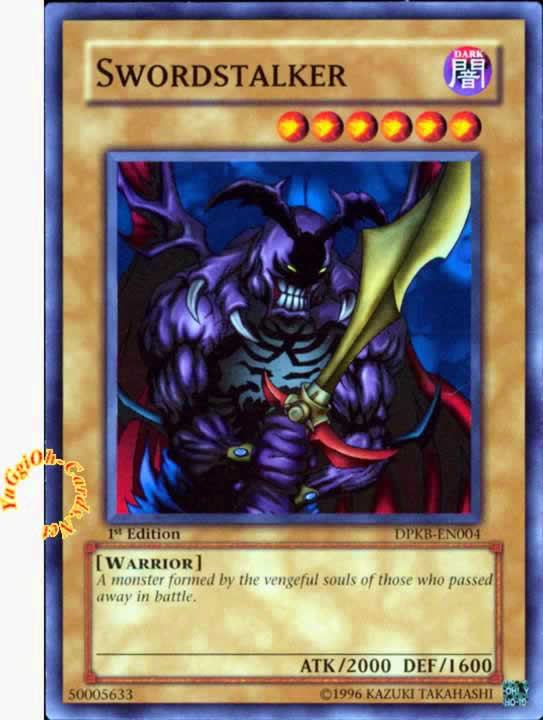 SWORDSTALKER
DARK
闇
YuGgiOh-Cards.Net
1st Edition
DPKB-EN004
[WARRIOR]
A monster formed by the vengeful souls of those who passed
away in battle.
ATK/2000 DEF/1600
50005633
©1996 KAZUKI TAKAHASHI